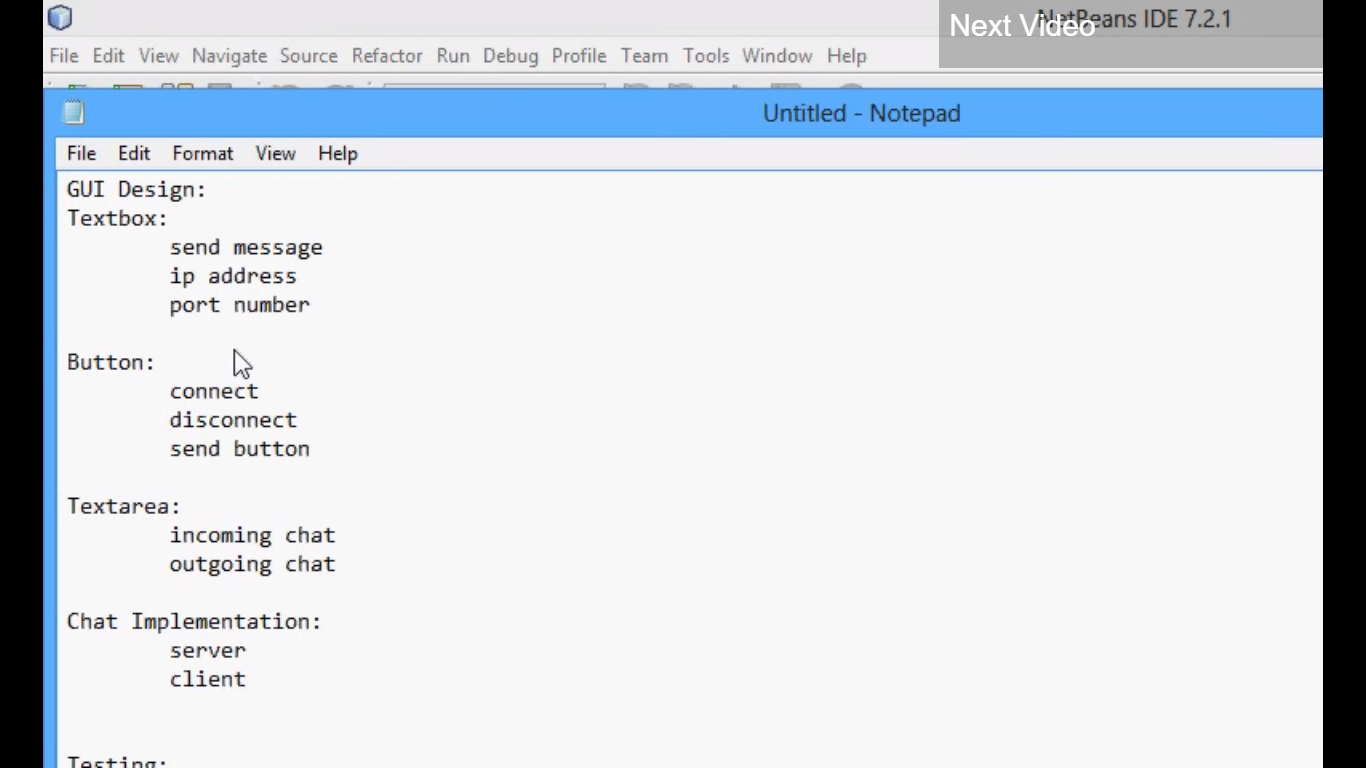 Next Video
NetBeans IDE 7.2.1
File Edit View Navigate Source Refactor Run Debug Profile Team Tools Window Help
Untitled - Notepad
File Edit Format View Help
GUI Design:
Textbox:
send message
ip address
port number
Button:
connect
disconnect
send button
Textarea:
incoming chat
outgoing chat
Chat Implementation:
server
client
Testing: